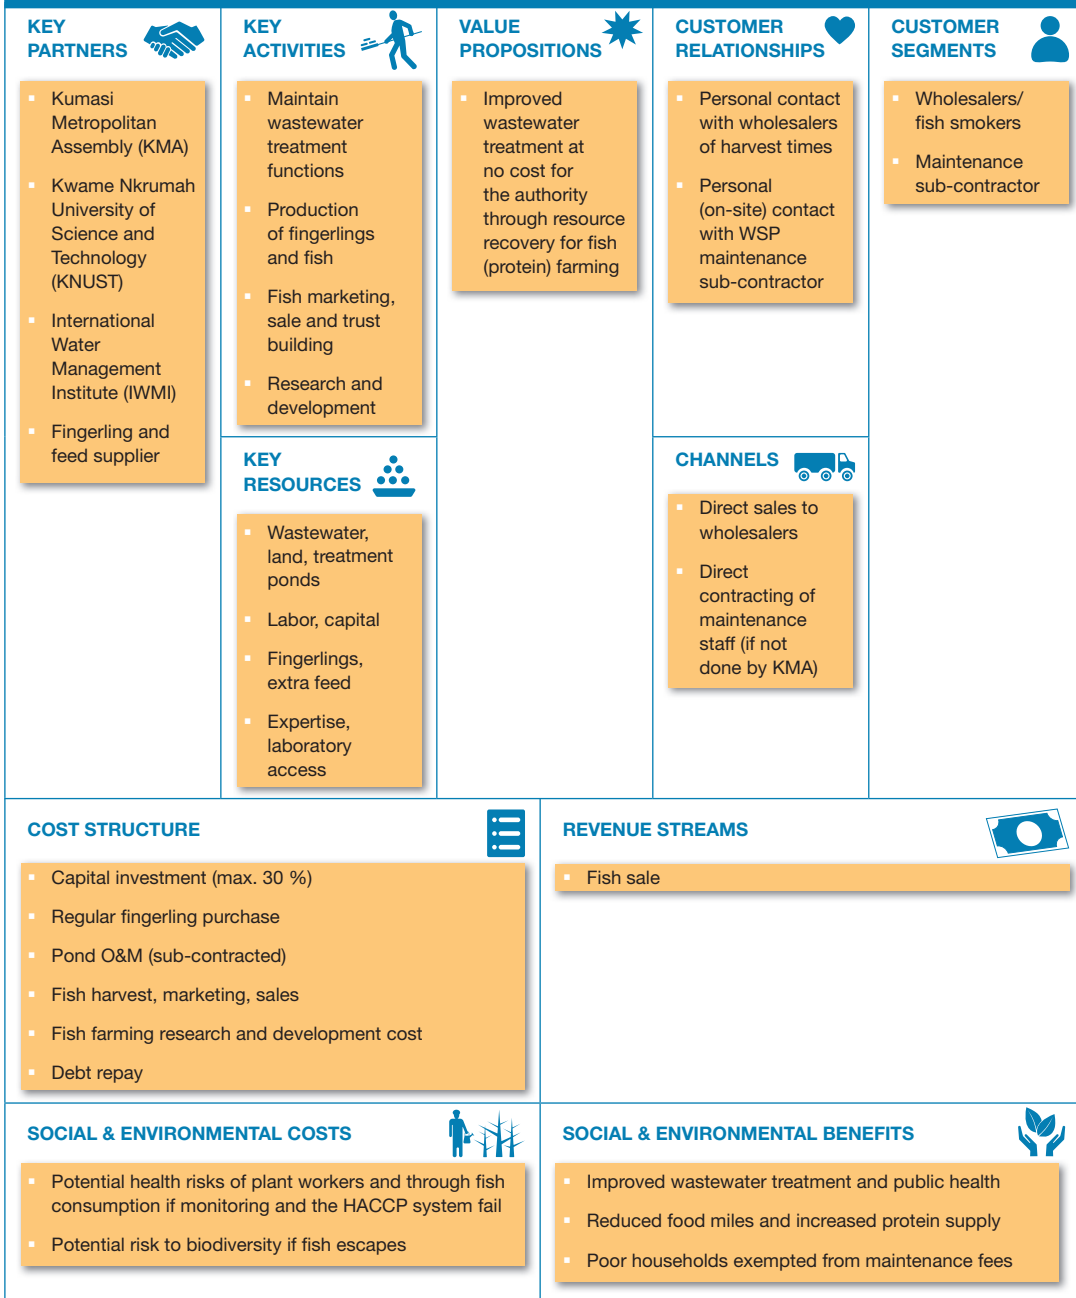 KEY
PARTNERS
Kumasi
Metropolitan
Assembly (KMA)
Kwame Nkrumah
University of
Science and
Technology
(KNUST)
International
Water
Management
Institute (IWMI)
Fingerling and
feed supplier
KEY
ACTIVITIES
Maintain
wastewater
treatment
functions
Production
of fingerlings
and fish
Fish marketing,
sale and trust
building
Research and
development
KEY
RESOURCES
Wastewater,
land, treatment
ponds
Labor, capital
Fingerlings,
extra feed
Expertise,
laboratory
access
VALUE
PROPOSITIONS
Improved
wastewater
treatment at
no cost for
the authority
through resource
recovery for fish
(protein) farming
CUSTOMER
RELATIONSHIPS
Personal contact
with wholesalers
of harvest times
Personal
(on-site) contact
with WSP
maintenance
sub-contractor
CHANNELS
Direct sales to
wholesalers
Direct
contracting of
maintenance
staff (if not
done by KMA)
CUSTOMER
SEGMENTS
Wholesalers/
fish smokers
Maintenance
sub-contractor
COST STRUCTURE
Capital investment (max. 30 %)
Regular fingerling purchase
Pond O&M (sub-contracted)
Fish harvest, marketing, sales
Fish farming research and development cost
Debt repay
REVENUE STREAMS
Fish sale
SOCIAL & ENVIRONMENTAL COSTS
Potential health risks of plant workers and through fish
consumption if monitoring and the HACCP system fail
Potential risk to biodiversity if fish escapes
SOCIAL & ENVIRONMENTAL BENEFITS
Improved wastewater treatment and public health
Reduced food miles and increased protein supply
Poor households exempted from maintenance fees